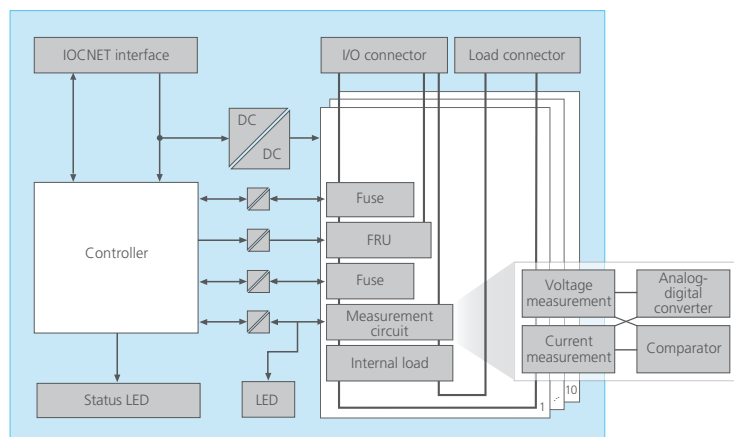 IOCNET interface
I/O connector
Load connector
DC
DC
Fuse
FRU
Controller
Fuse
Voltage
measurement
Analog-
digital
converter
Measurement
circuit
Current
measurement
Comparator
Internal load
Status LED
LED
1
...
10